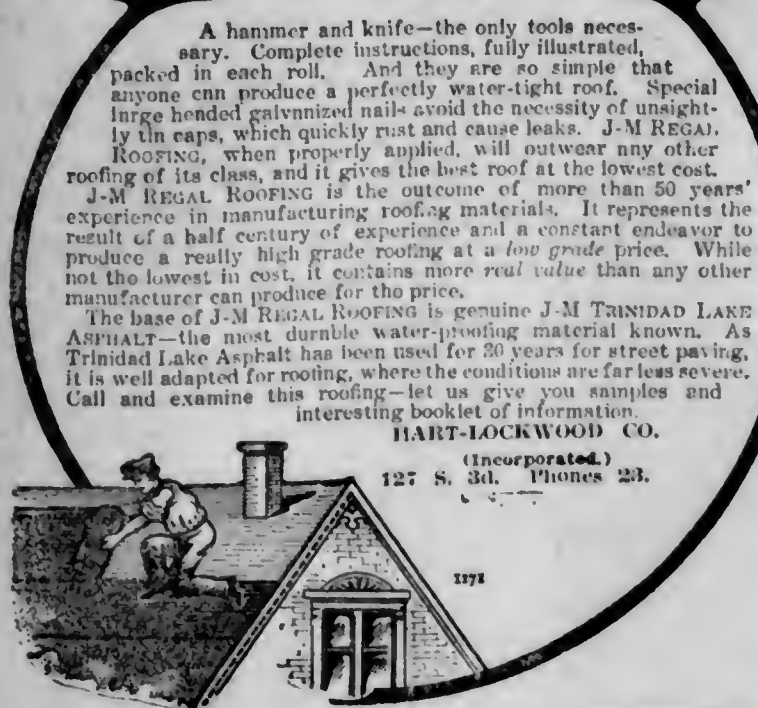 A hammer and knife—the only tools neces-
sary. Complete instructions, fully illustrated,
packed in each roll. And they are so simple that
anyone can produce a perfectly water-tight roof. Special
large headed galvanized nails avoid the necessity of unsight-
ly tin caps, which quickly rust and cause leaks. J-M REGAL
ROOFING, when properly applied, will outwear any other
roofing of its class, and it gives the best roof at the lowest cost.
J-M REGAL ROOFING is the outcome of more than 50 years'
experience in manufacturing roofing materials. It represents the
result of a half century of experience and a constant endeavor to
produce a really high grade roofing at a low grade price. While
not the lowest in cost, it contains more real value than any other
manufacturer can produce for the price.
The base of J-M REGAL ROOFING is genuine J-M TRINIDAD LAKE
ASPHALT—the most durable water-proofing material known. As
Trinidad Lake Asphalt has been used for 30 years for street paving,
it is well adapted for roofing, where the conditions are far less severe.
Call and examine this roofing—let us give you samples and
interesting booklet of information.
HART-LOCKWOOD CO.
(Incorporated.)
127 S. 3d. Phones 23.
1171